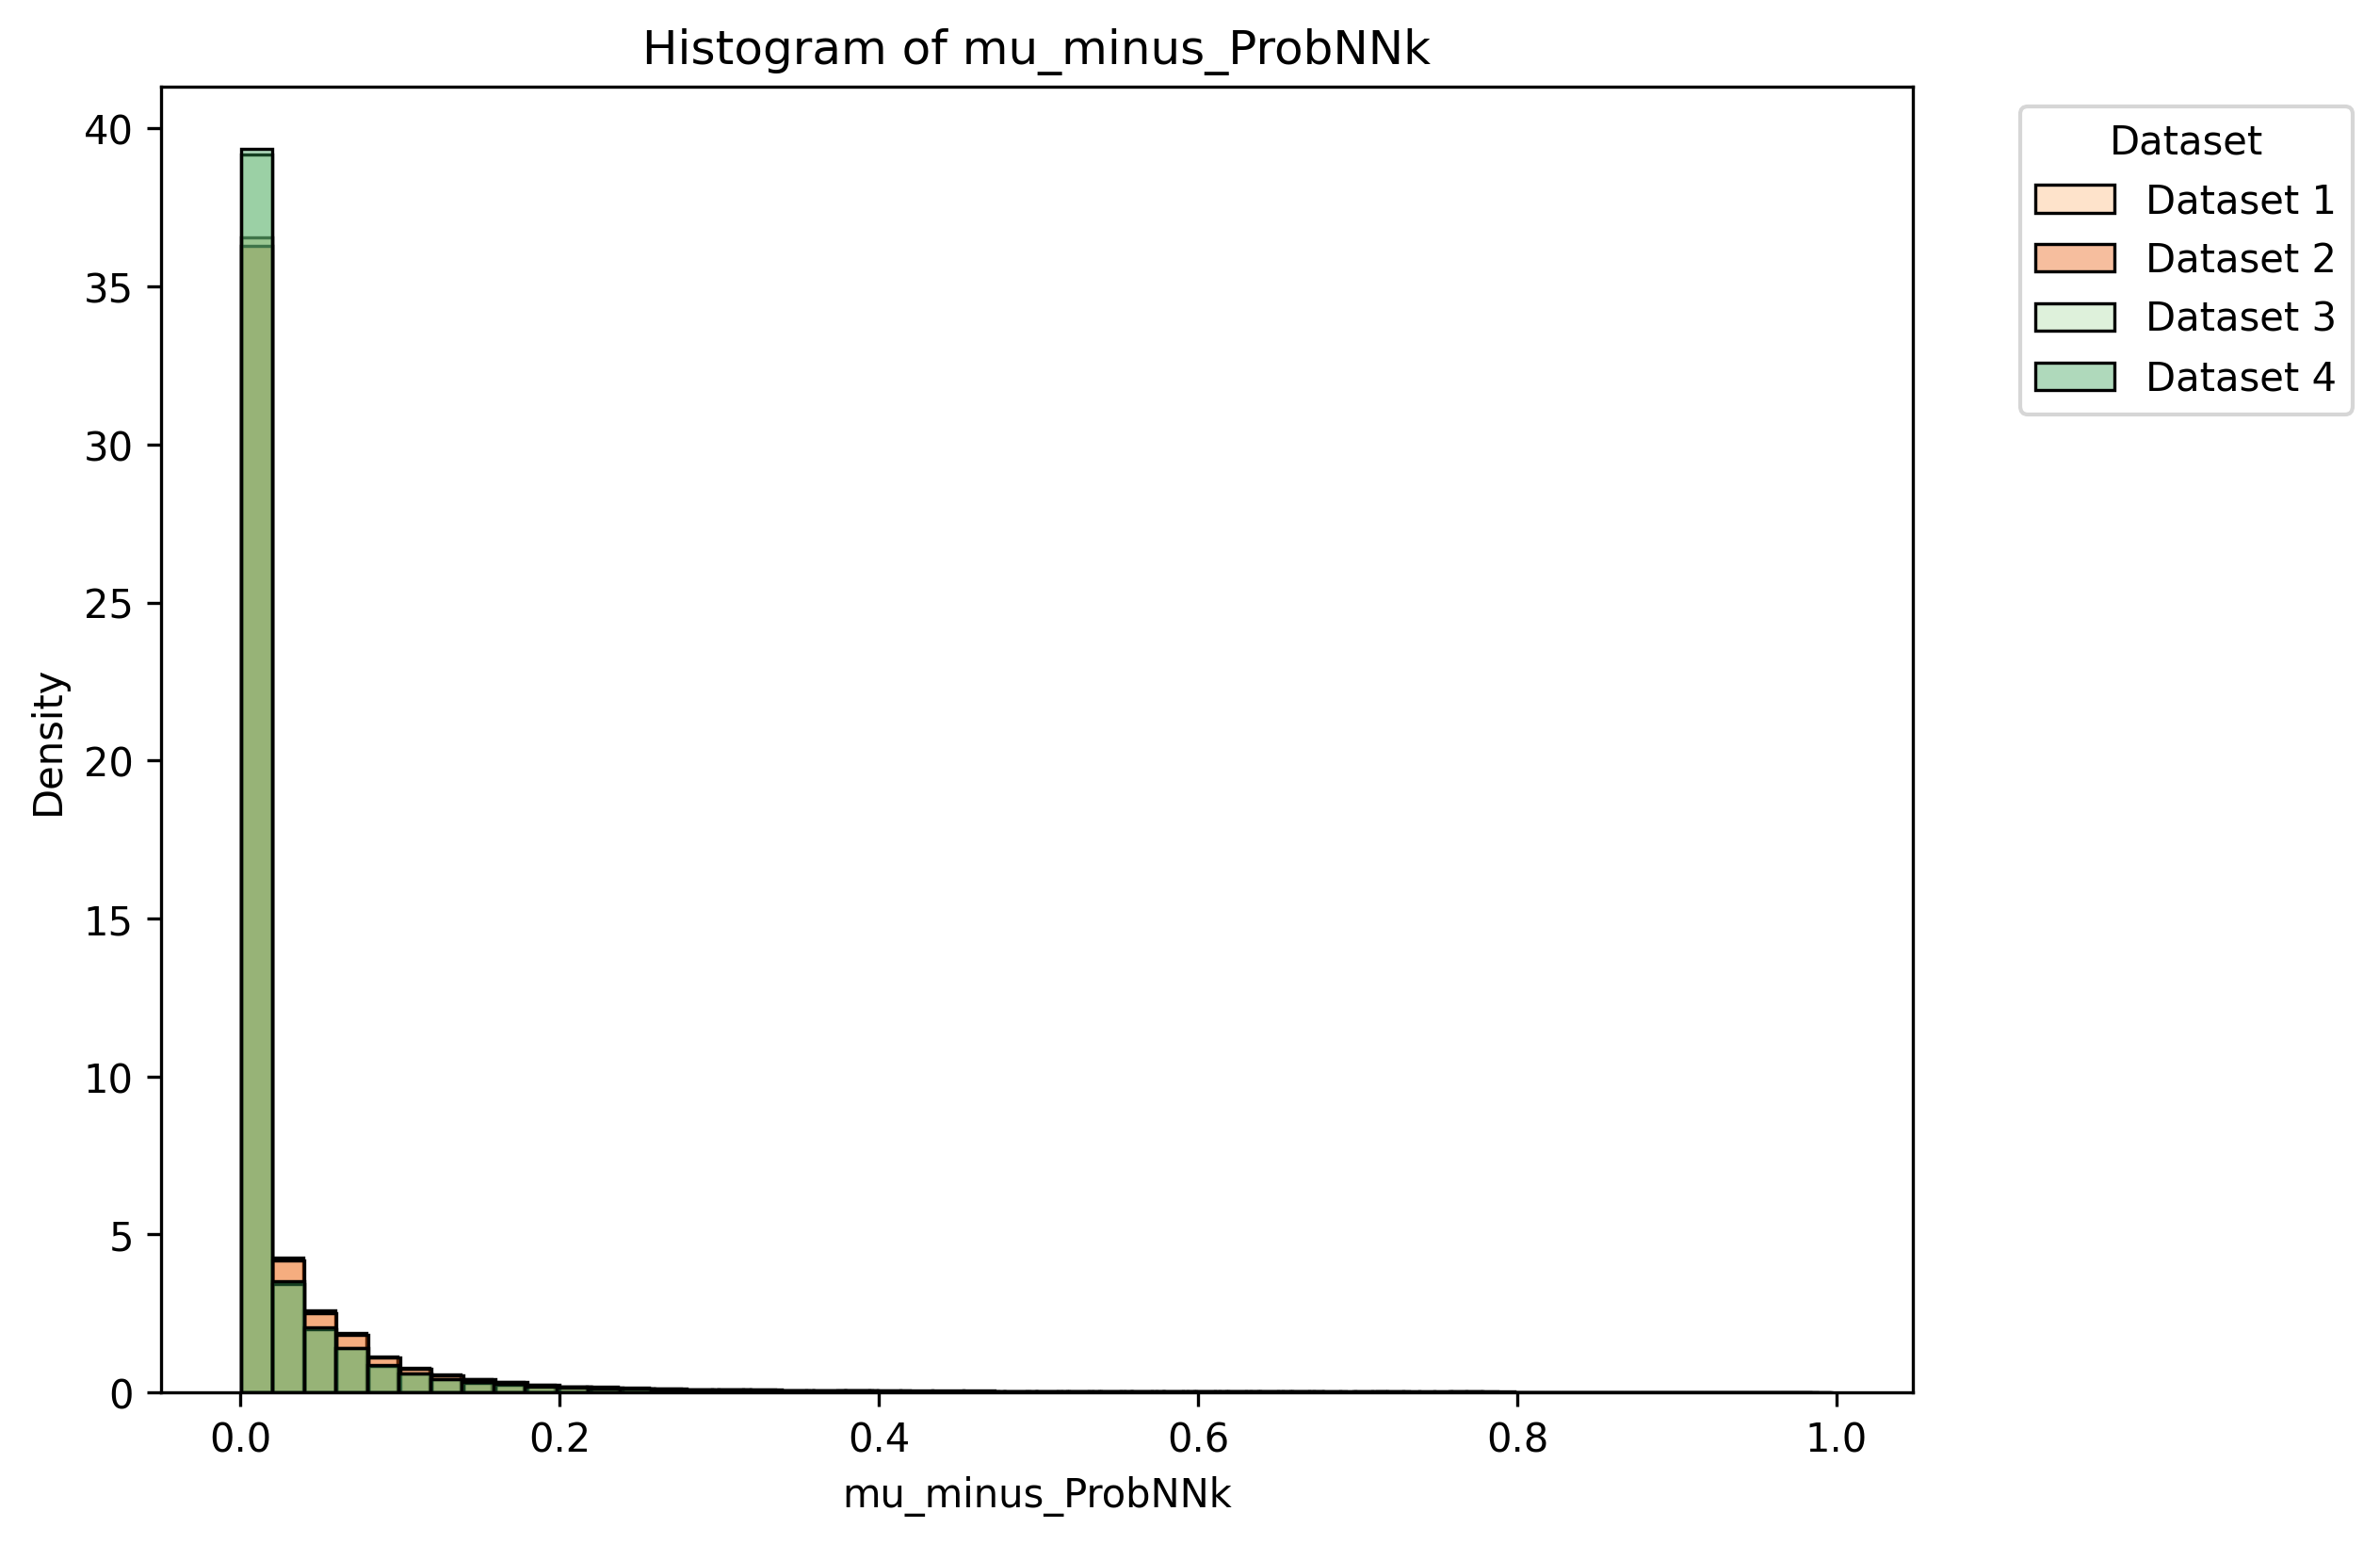 Histogram of mu_minus_ProbNNk
40
35
30
25
20
15
10
5
0
Density
0.0 0.2 0.4 0.6 0.8 1.0
mu_minus_ProbNNk
Dataset
Dataset 1
Dataset 2
Dataset 3
Dataset 4